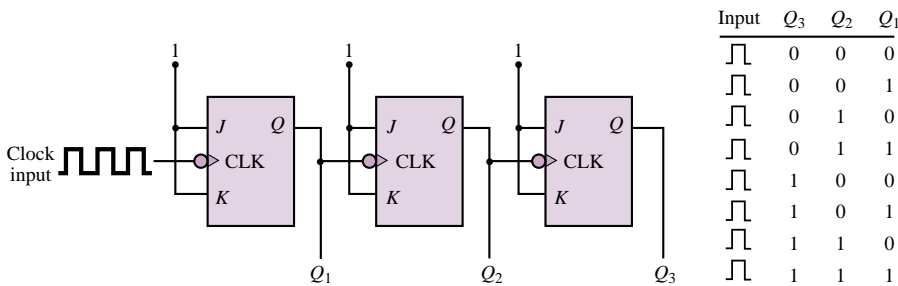 Input Q3 Q2 Q1
0 0 0
0 0 1
0 1 0
0 1 1
1 0 0
1 0 1
1 1 0
1 1 1
1 1 1
J Q J Q J Q
Clock input
CLK CLK CLK
K K K
Q1 Q2 Q3